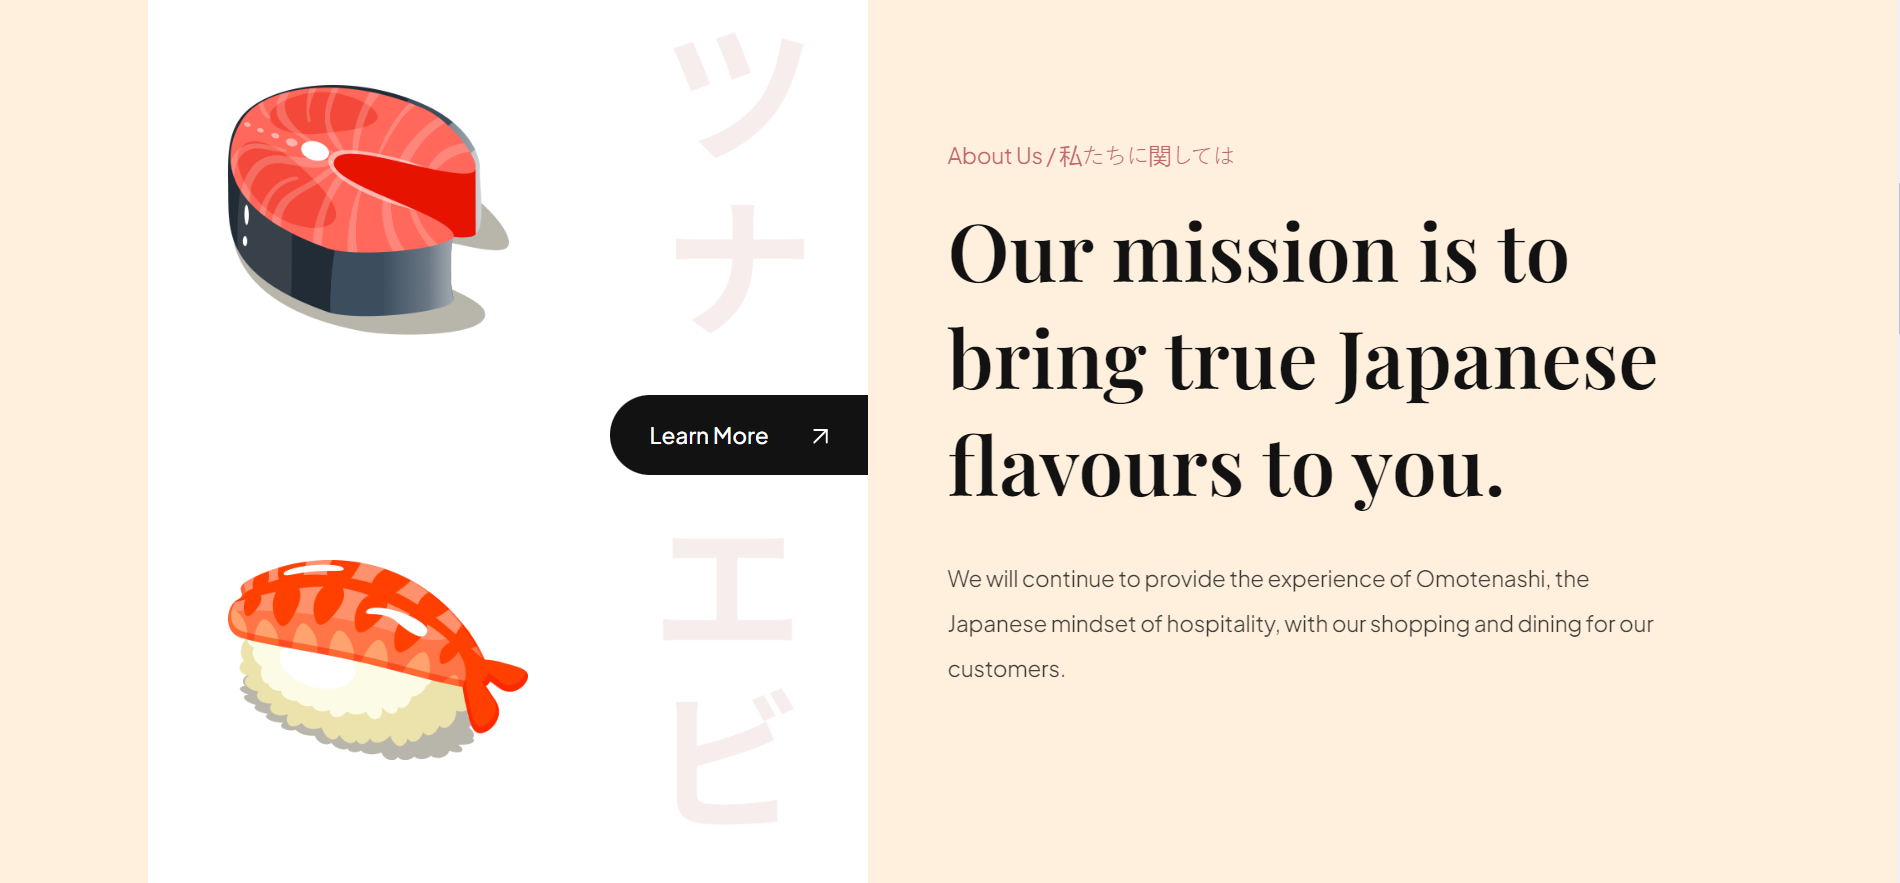 ツナ
Learn More
エビ
About Us / 私たちに関しては
Our mission is to
bring true Japanese
flavours to you.
We will continue to provide the experience of Omotenashi, the
Japanese mindset of hospitality, with our shopping and dining for our
customers.